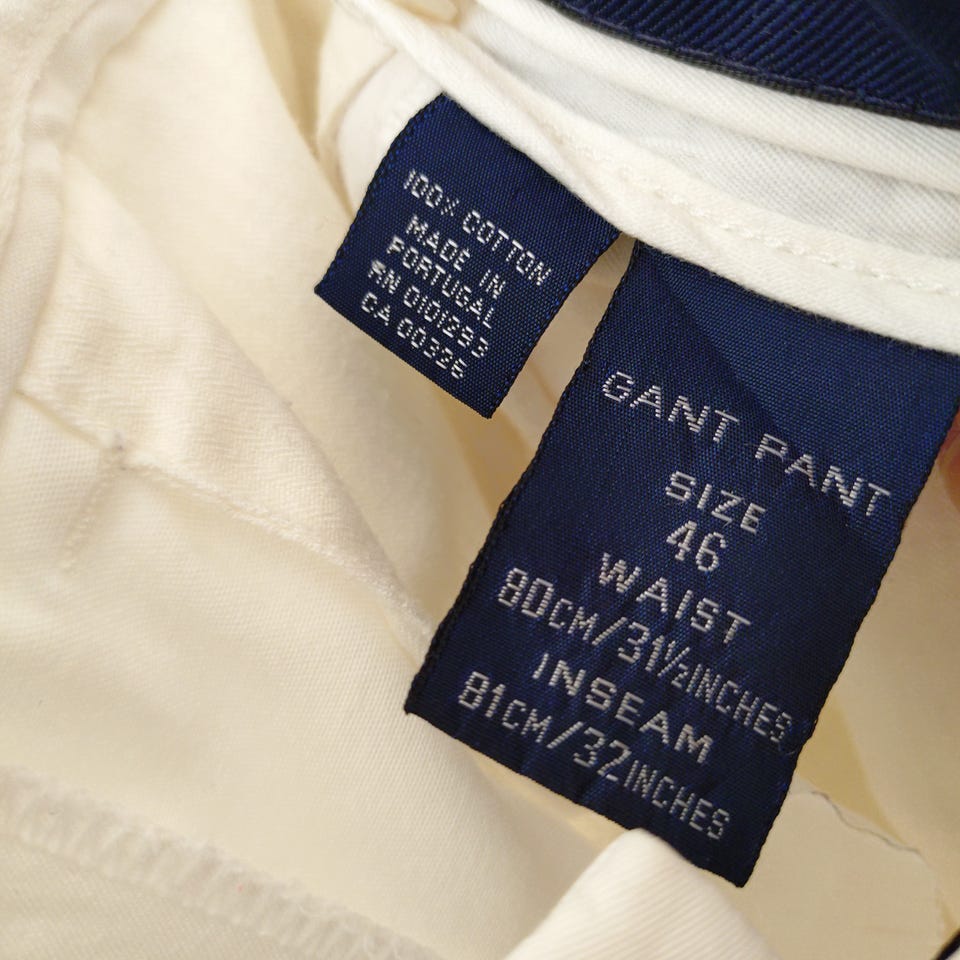 100% COTTON
MADE IN
PORTUGAL
RN 0101293
CA 00325
GANT PANT
SIZE
46
WAIST
80CM/31½INCHES
INSEAM
81CM/32INCHES